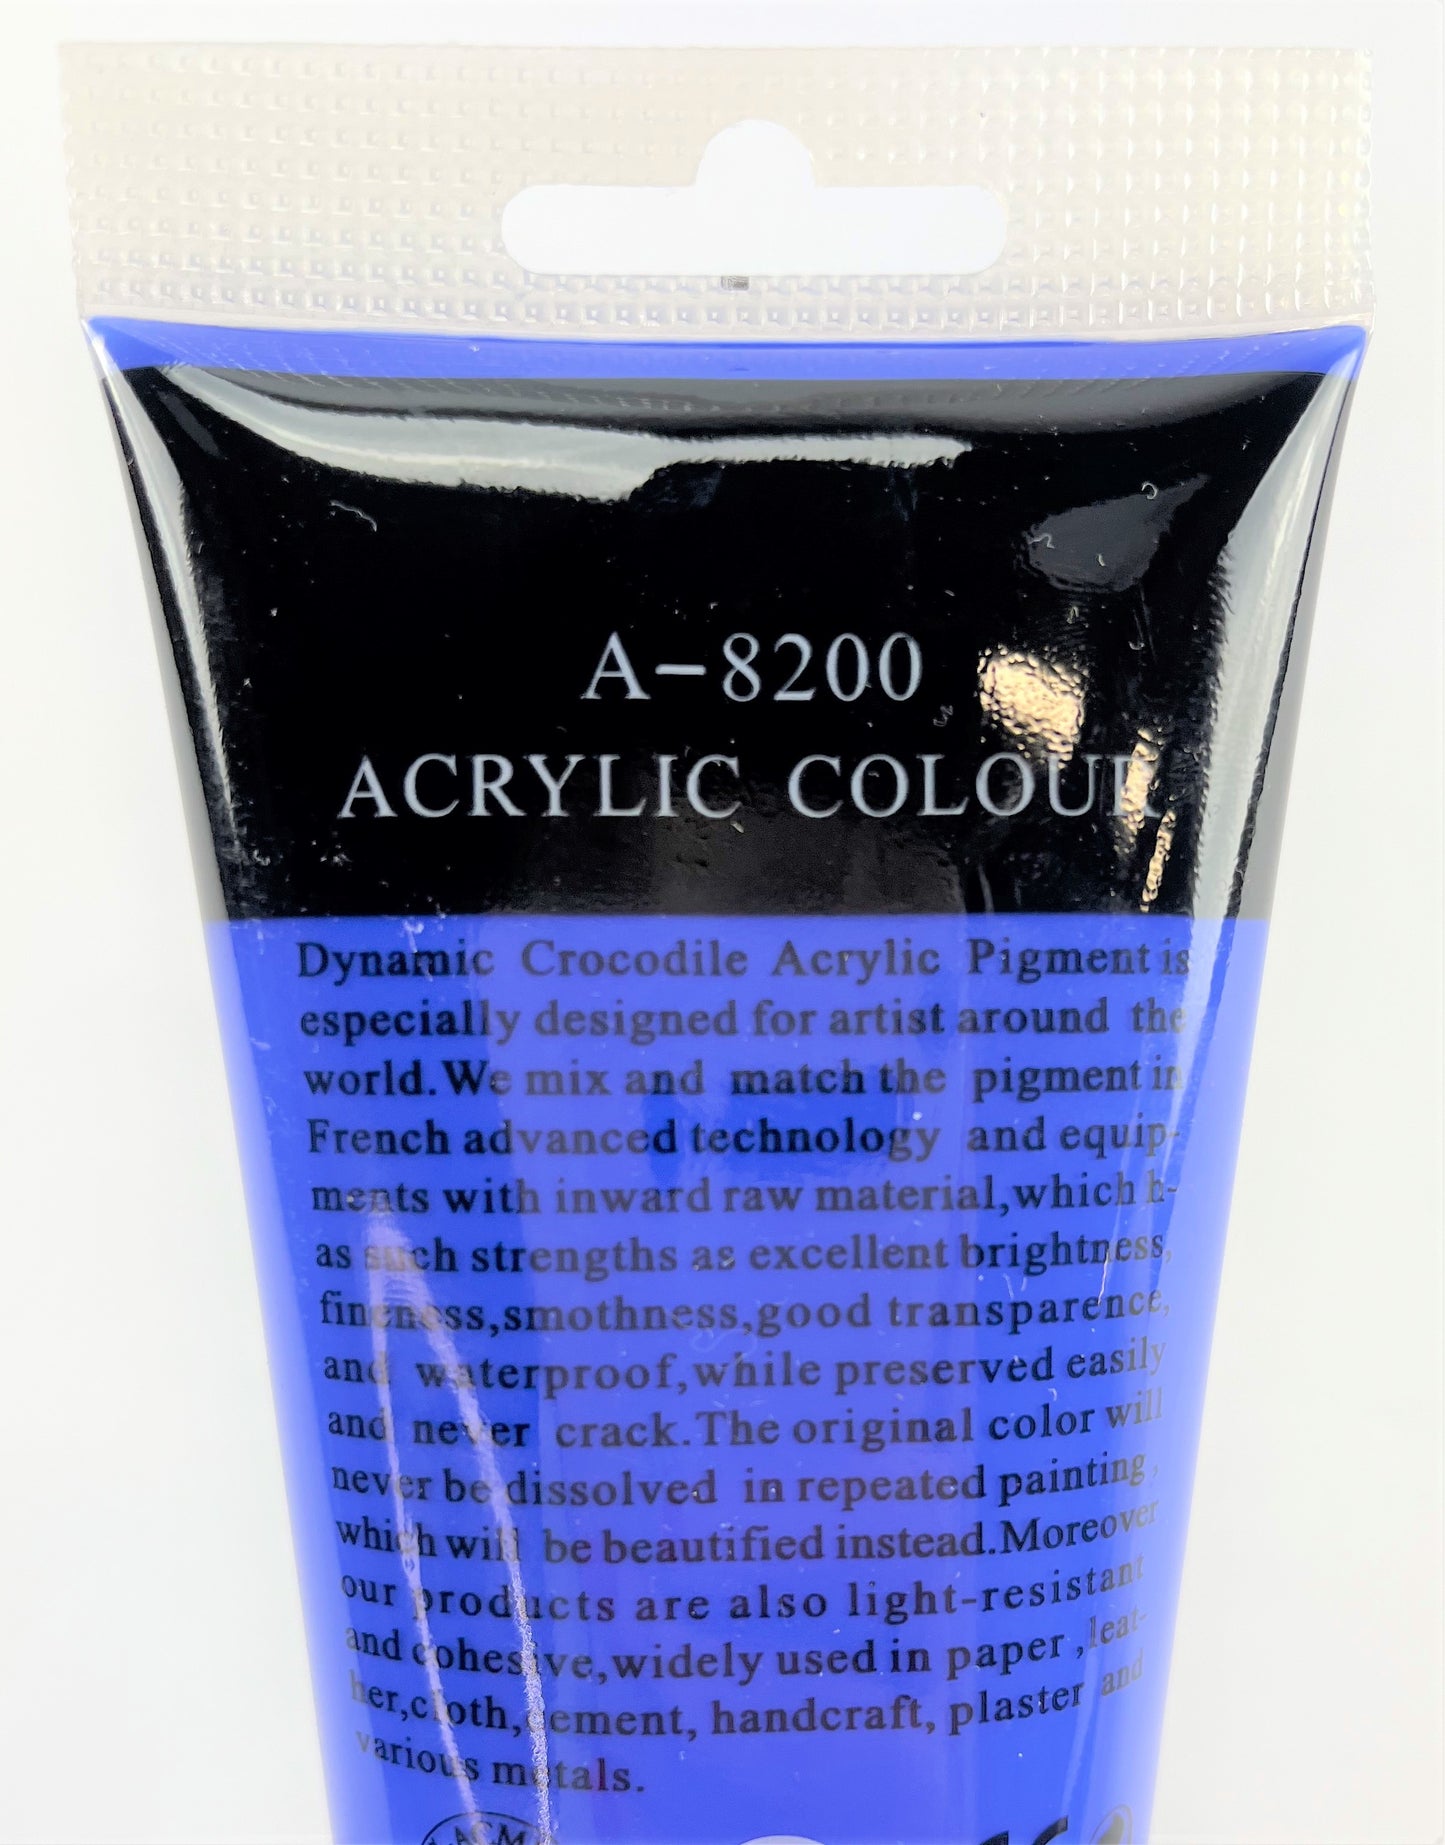 A-8200
ACRYLIC COLOUR
Dynamic Crocodile Acrylic Pigment is
especially designed for artist around the
world.We mix and match the pigment in
French advanced technology and equip-
ments with inward raw material,which h-
as such strengths as excellent brightness,
fineness,smothness,good transparence,
and waterproof,while preserved easily
and never crack.The original color will
never be dissolved in repeated painting,
which will be beautified instead.Moreover
our products are also light-resistant
and cohesive,widely used in paper,leat-
her,cloth,cement, handcraft, plaster and
various metals.